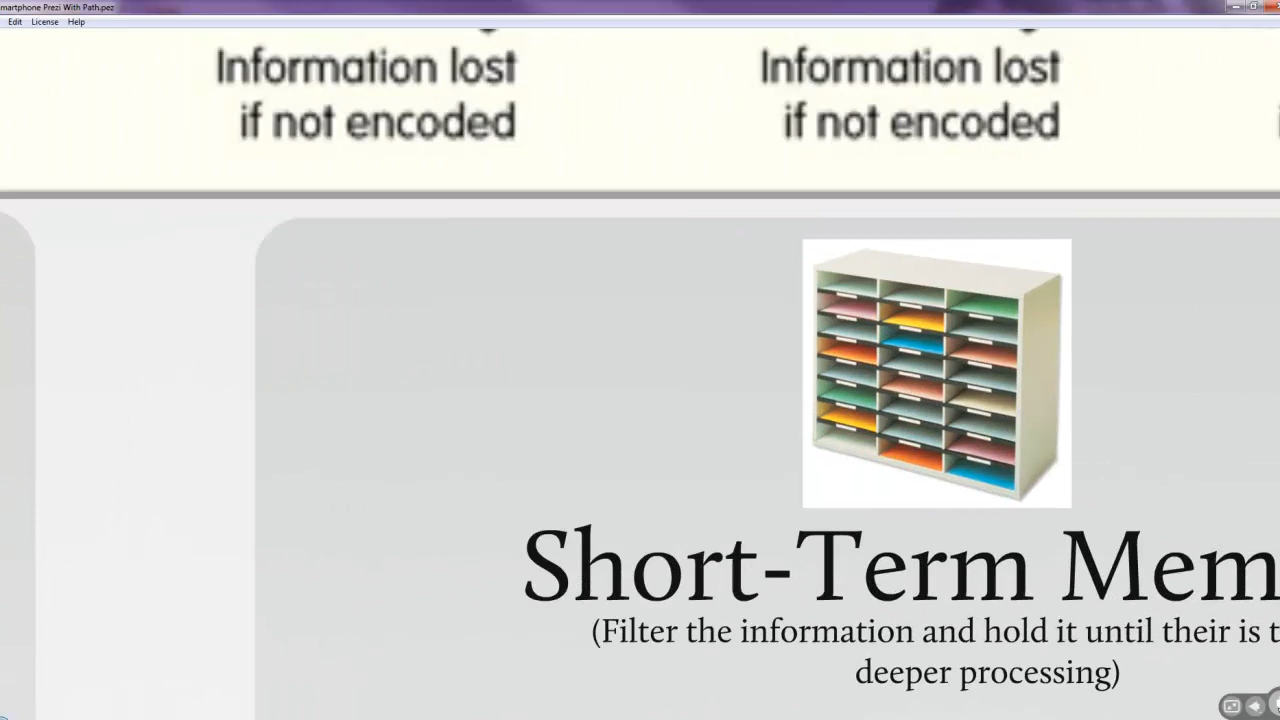 martphone Prezi With Path.pez
Edit License Help
Information lost Information lost
if not encoded if not encoded
Short-Term Mem
(Filter the information and hold it until their is t
deeper processing)